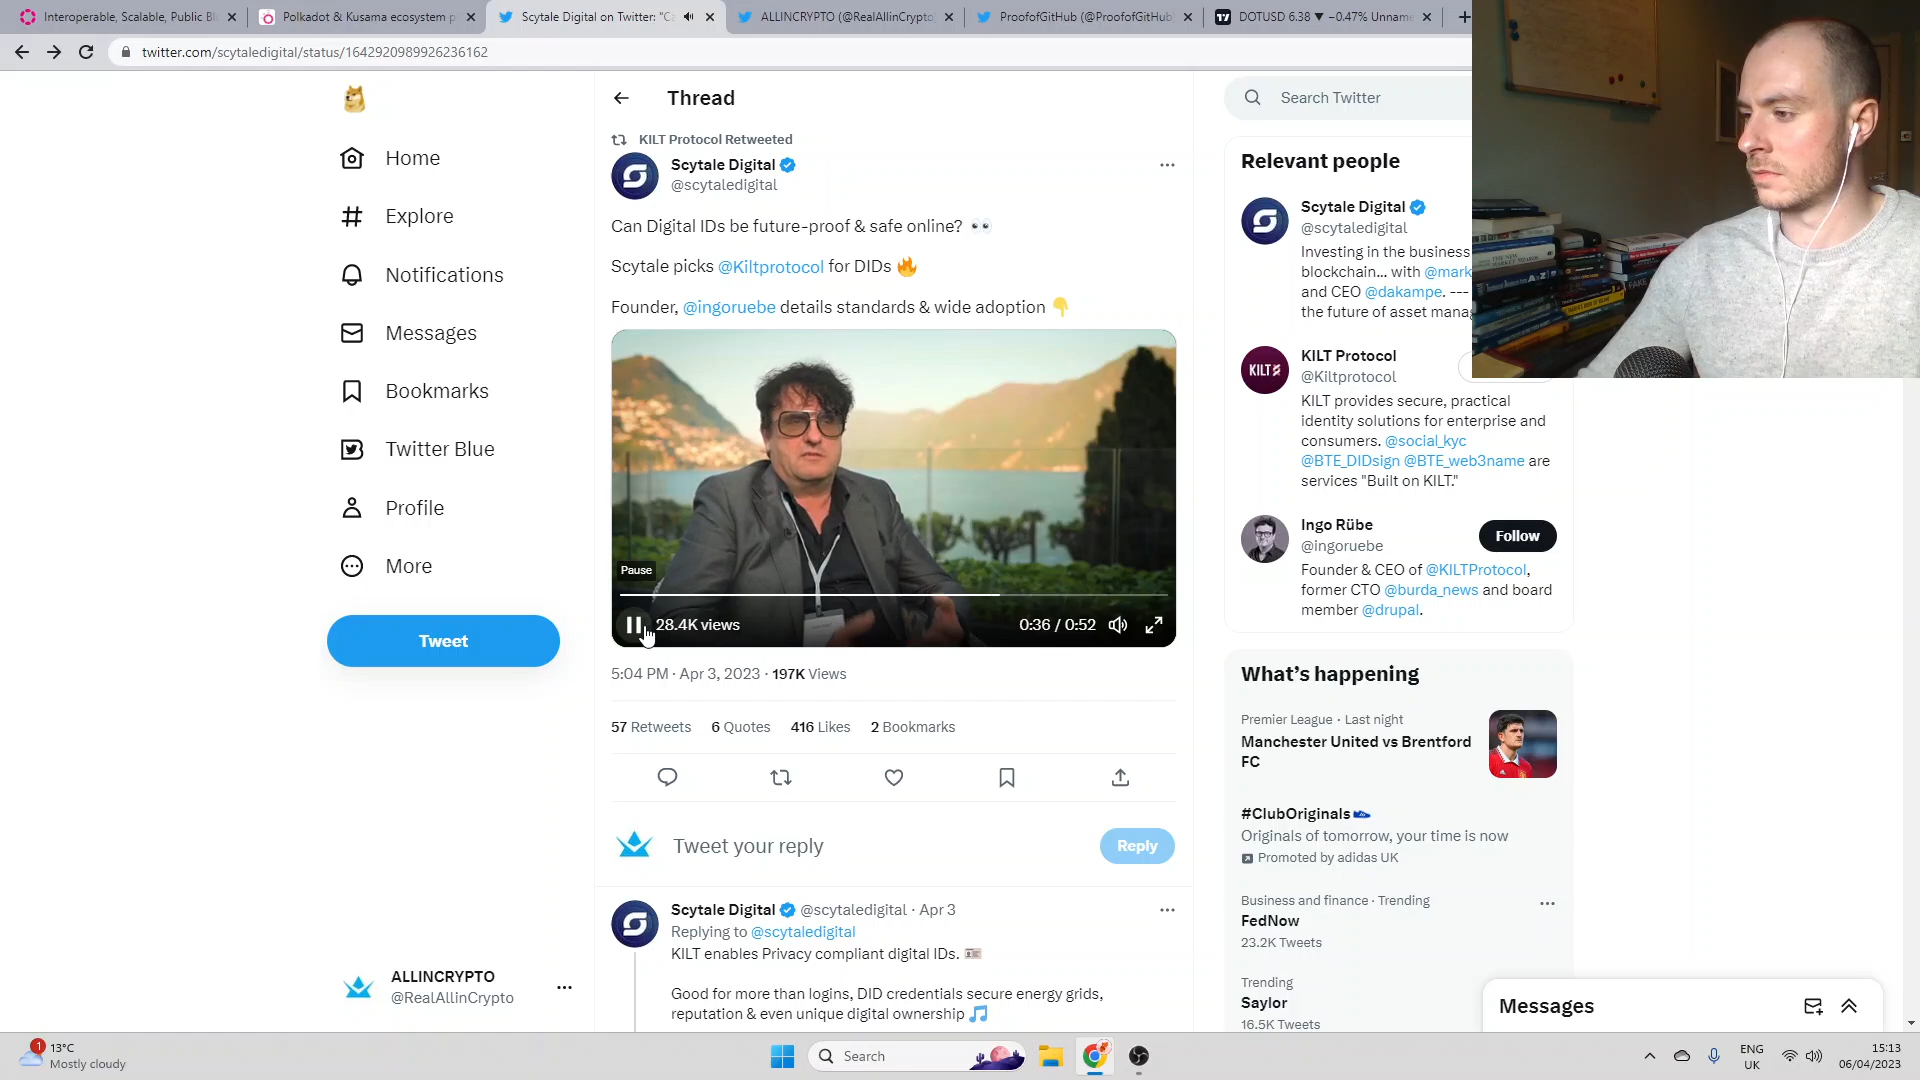 Interoperable, Scalable, Public Bl
Polkadot & Kusama ecosystem p
Scytale Digital on Twitter: "Ca
ALLINCRYPTO (@RealAllinCrypto
ProofofGitHub (@ProofofGitHub
DOTUSD 6.38 ▼ −0.47% Unnam
twitter.com/scytaledigital/status/1642920989926236162
Home
Explore
Notifications
Messages
Bookmarks
Twitter Blue
Profile
More
Tweet
ALLINCRYPTO
@RealAllinCrypto
Thread
KILT Protocol Retweeted
Scytale Digital
@scytaledigital
Can Digital IDs be future-proof & safe online? 👀
Scytale picks @Kiltprotocol for DIDs 🔥
Founder, @ingoruebe details standards & wide adoption 👇
Pause
28.4K views
0:36 / 0:52
5:04 PM · Apr 3, 2023 · 197K Views
57 Retweets 6 Quotes 416 Likes 2 Bookmarks
Tweet your reply
Reply
Scytale Digital @scytaledigital · Apr 3
Replying to @scytaledigital
KILT enables Privacy compliant digital IDs. 🪪
Good for more than logins, DID credentials secure energy grids,
reputation & even unique digital ownership 🎵
Search Twitter
Relevant people
Scytale Digital
@scytaledigital
Investing in the business
blockchain... with @mark
and CEO @dakampe. ---
the future of asset mana
KILT Protocol
@Kiltprotocol
KILT provides secure, practical
identity solutions for enterprise and
consumers. @social_kyc
@BTE_DIDsign @BTE_web3name are
services "Built on KILT."
KILT
Ingo Rübe
@ingoruebe
Follow
Founder & CEO of @KILTProtocol,
former CTO @burda_news and board
member @drupal.
What's happening
Premier League · Last night
Manchester United vs Brentford
FC
#ClubOriginals
Originals of tomorrow, your time is now
Promoted by adidas UK
Business and finance · Trending
FedNow
23.2K Tweets
Trending
Saylor
16.5K Tweets
Messages
1
13°C
Mostly cloudy
Search
ENG
UK
15:13
06/04/2023